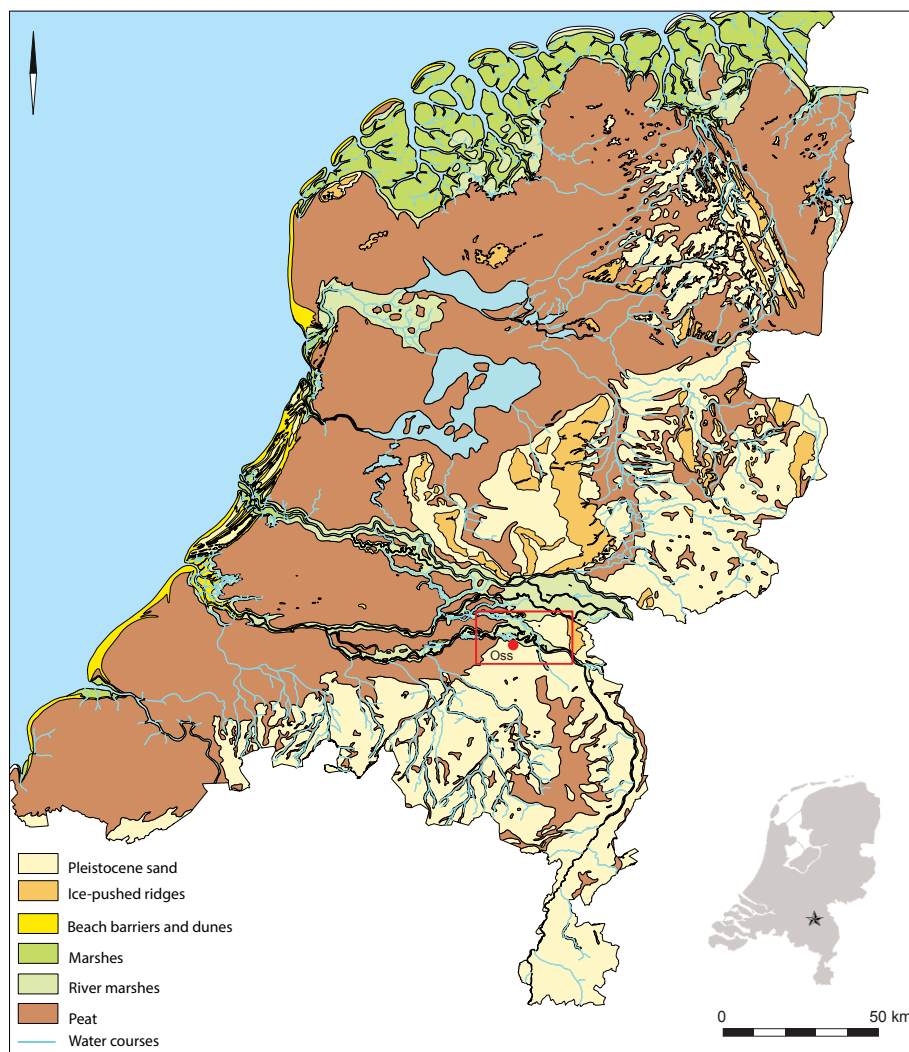 Oss
Pleistocene sand
Ice-pushed ridges
Beach barriers and dunes
Marshes
River marshes
Peat
Water courses
0 50 km